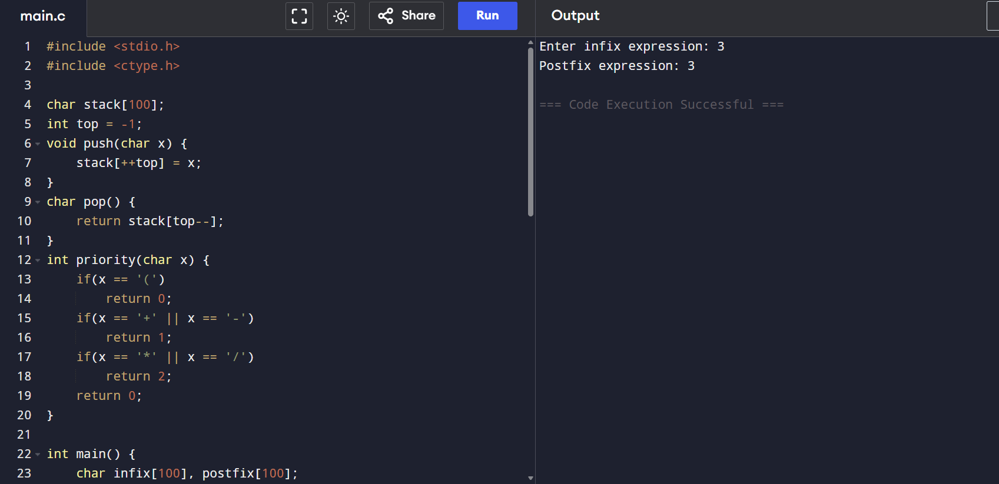 main.c
Share
Run
Output
1 #include <stdio.h>
2 #include <ctype.h>
3
4 char stack[100];
5 int top = -1;
6 void push(char x) {
7     stack[++top] = x;
8 }
9 char pop() {
10     return stack[top--];
11 }
12 int priority(char x) {
13     if(x == '(')
14         return 0;
15     if(x == '+' || x == '-')
16         return 1;
17     if(x == '*' || x == '/')
18         return 2;
19     return 0;
20 }
21
22 int main() {
23     char infix[100], postfix[100];
Enter infix expression: 3
Postfix expression: 3
=== Code Execution Successful ===